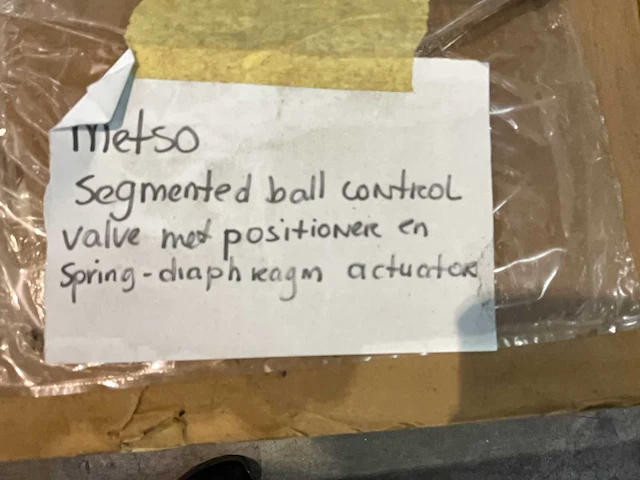 Metso
Segmented ball control
valve met positioner en
Spring-diaphragm actuator